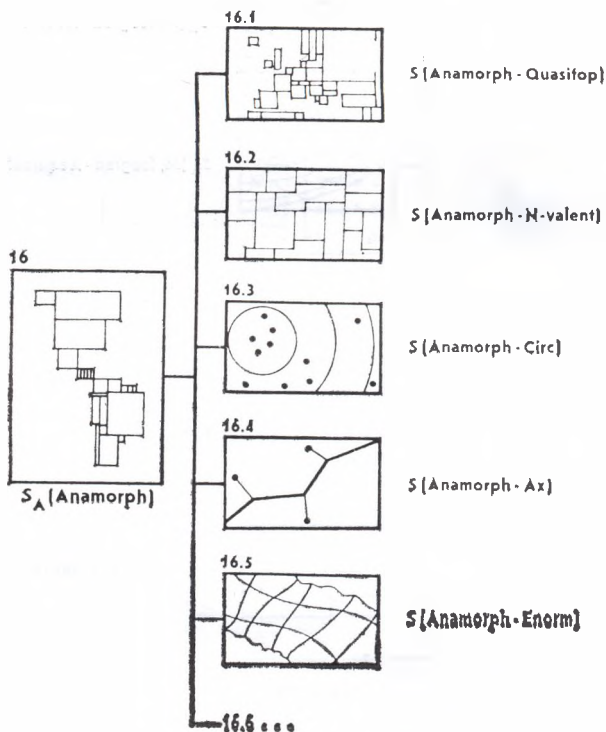 16.1
S(Anamorph - Quasifop)
16.2
S(Anamorph - N-valent)
16
16.3
S(Anamorph - Circ)
16.4
S(Anamorph - Ax)
S_A (Anamorph)
16.5
S(Anamorph - Enorm)
16.6 . . .